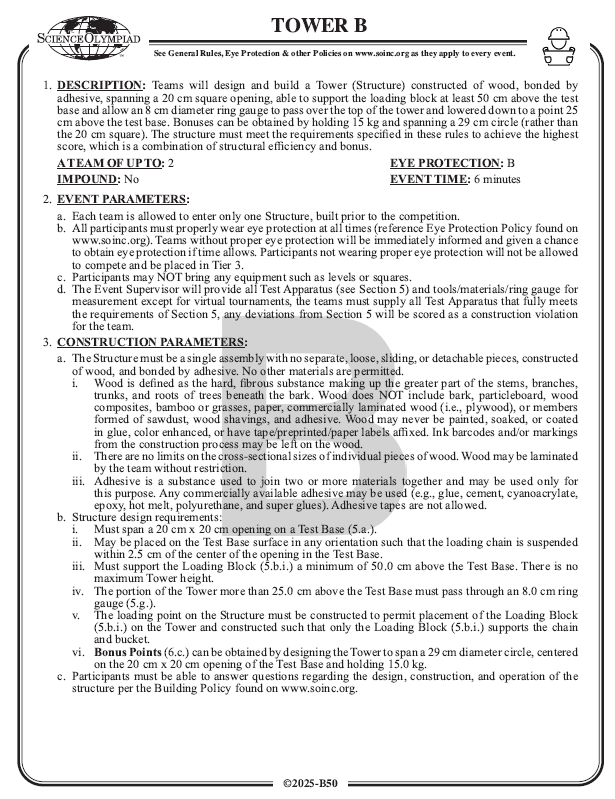 SCIENCE OLYMPIAD
TOWER B
See General Rules, Eye Protection & other Policies on www.soinc.org as they apply to every event.
1. DESCRIPTION: Teams will design and build a Tower (Structure) constructed of wood, bonded by
adhesive, spanning a 20 cm square opening, able to support the loading block at least 50 cm above the test
base and allow an 8 cm diameter ring gauge to pass over the top of the tower and lowered down to a point 25
cm above the test base. Bonuses can be obtained by holding 15 kg and spanning a 29 cm circle (rather than
the 20 cm square). The structure must meet the requirements specified in these rules to achieve the highest
score, which is a combination of structural efficiency and bonus.
A TEAM OF UP TO: 2 EYE PROTECTION: B
IMPOUND: No EVENT TIME: 6 minutes
2. EVENT PARAMETERS:
a. Each team is allowed to enter only one Structure, built prior to the competition.
b. All participants must properly wear eye protection at all times (reference Eye Protection Policy found on
www.soinc.org). Teams without proper eye protection will be immediately informed and given a chance
to obtain eye protection if time allows. Participants not wearing proper eye protection will not be allowed
to compete and be placed in Tier 3.
c. Participants may NOT bring any equipment such as levels or squares.
d. The Event Supervisor will provide all Test Apparatus (see Section 5) and tools/materials/ring gauge for
measurement except for virtual tournaments, the teams must supply all Test Apparatus that fully meets
the requirements of Section 5, any deviations from Section 5 will be scored as a construction violation
for the team.
3. CONSTRUCTION PARAMETERS:
a. The Structure must be a single assembly with no separate, loose, sliding, or detachable pieces, constructed
of wood, and bonded by adhesive. No other materials are permitted.
i. Wood is defined as the hard, fibrous substance making up the greater part of the stems, branches,
trunks, and roots of trees beneath the bark. Wood does NOT include bark, particleboard, wood
composites, bamboo or grasses, paper, commercially laminated wood (i.e., plywood), or members
formed of sawdust, wood shavings, and adhesive. Wood may never be painted, soaked, or coated
in glue, color enhanced, or have tape/preprinted/paper labels affixed. Ink barcodes and/or markings
from the construction process may be left on the wood.
ii. There are no limits on the cross-sectional sizes of individual pieces of wood. Wood may be laminated
by the team without restriction.
iii. Adhesive is a substance used to join two or more materials together and may be used only for
this purpose. Any commercially available adhesive may be used (e.g., glue, cement, cyanoacrylate,
epoxy, hot melt, polyurethane, and super glues). Adhesive tapes are not allowed.
b. Structure design requirements:
i. Must span a 20 cm x 20 cm opening on a Test Base (5.a.).
ii. May be placed on the Test Base surface in any orientation such that the loading chain is suspended
within 2.5 cm of the center of the opening in the Test Base.
iii. Must support the Loading Block (5.b.i.) a minimum of 50.0 cm above the Test Base. There is no
maximum Tower height.
iv. The portion of the Tower more than 25.0 cm above the Test Base must pass through an 8.0 cm ring
gauge (5.g.).
v. The loading point on the Structure must be constructed to permit placement of the Loading Block
(5.b.i.) on the Tower and constructed such that only the Loading Block (5.b.i.) supports the chain
and bucket.
vi. Bonus Points (6.c.) can be obtained by designing the Tower to span a 29 cm diameter circle, centered
on the 20 cm x 20 cm opening of the Test Base and holding 15.0 kg.
c. Participants must be able to answer questions regarding the design, construction, and operation of the
structure per the Building Policy found on www.soinc.org.
B
©2025-B50